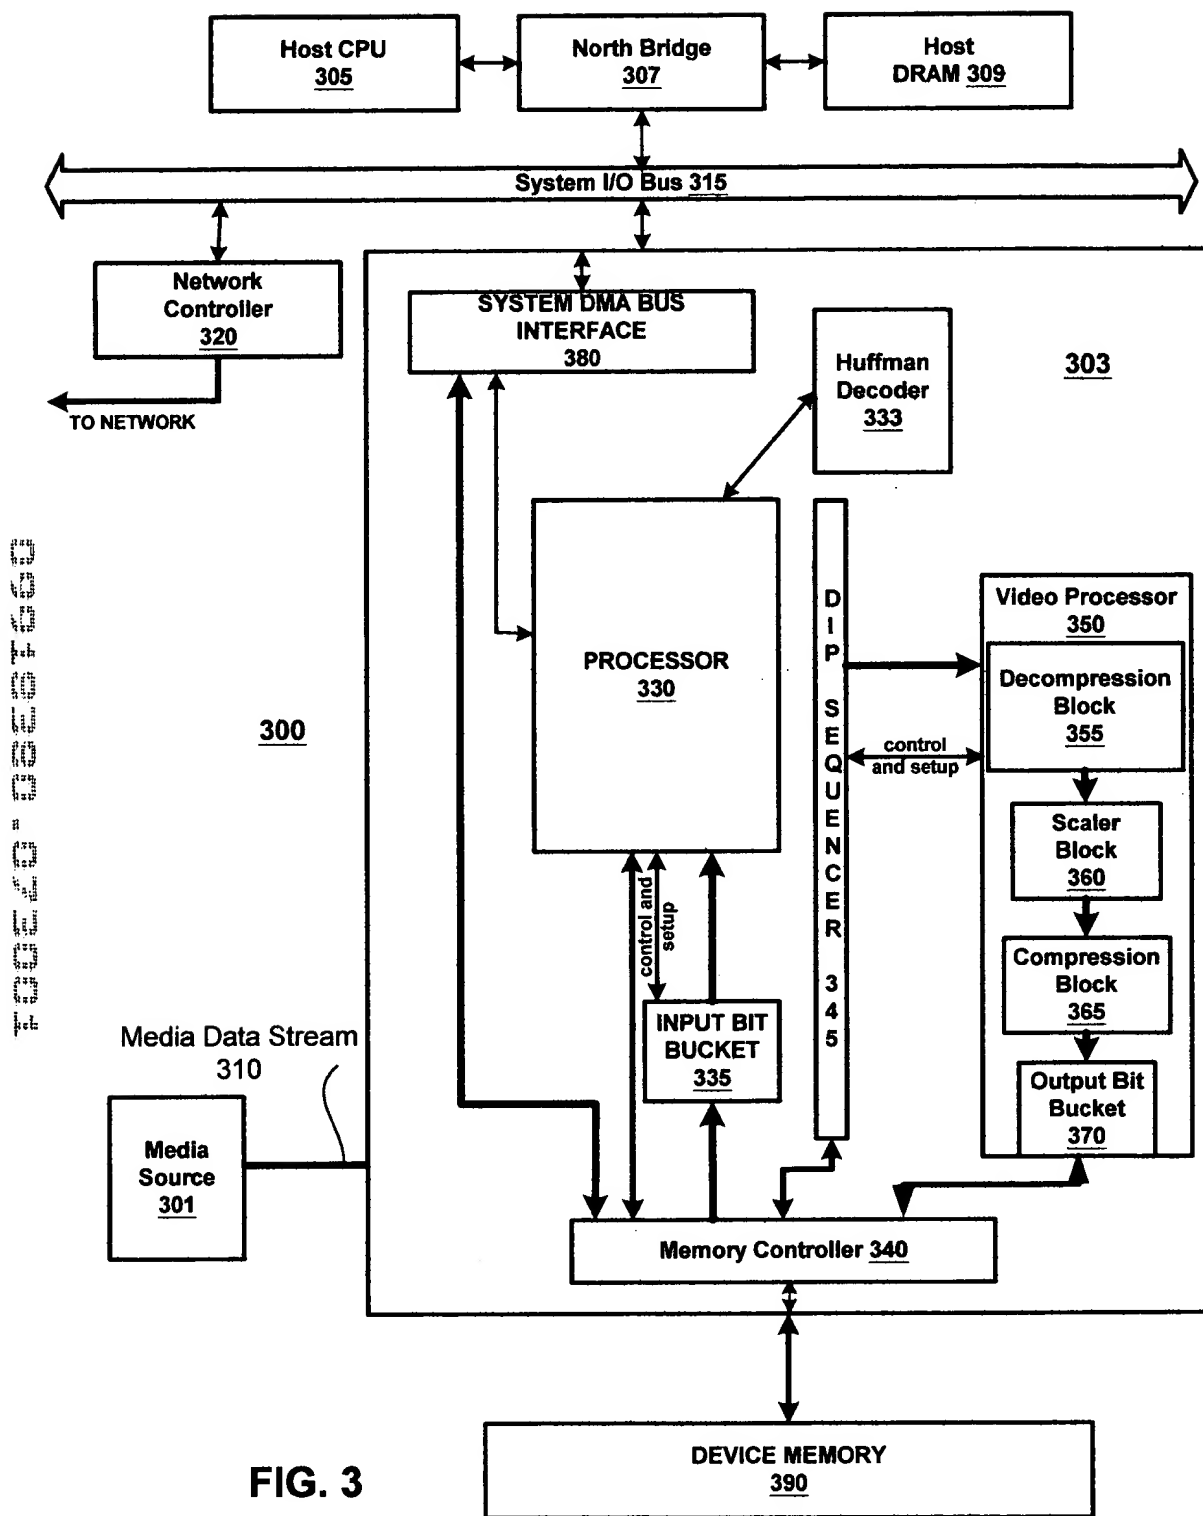 Host CPU
305
North Bridge
307
Host
DRAM 309
System I/O Bus 315
Network
Controller
320
TO NETWORK
SYSTEM DMA BUS
INTERFACE
380
Huffman
Decoder
333
303
PROCESSOR
330
DIP SEQUENCER 345
Video Processor
350
Decompression
Block
355
control
and setup
300
Scaler
Block
360
control and
setup
Compression
Block
365
INPUT BIT
BUCKET
335
Output Bit
Bucket
370
Media Data Stream
310
Media
Source
301
Memory Controller 340
DEVICE MEMORY
390
FIG. 3